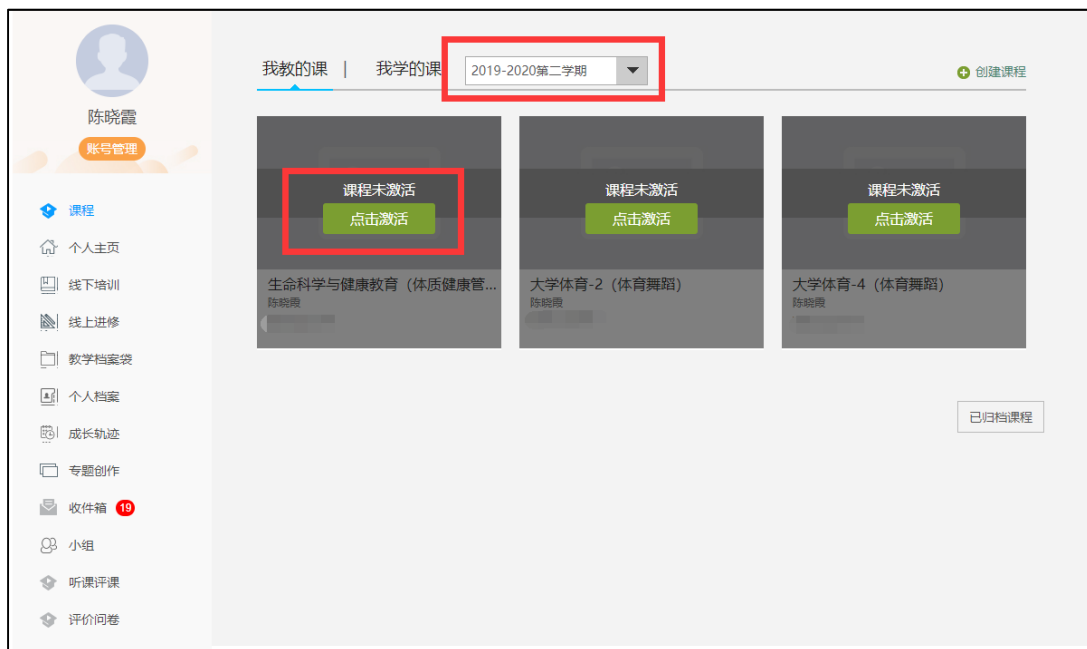 陈晓霞
账号管理
课程
个人主页
线下培训
线上进修
教学档案袋
个人档案
成长轨迹
专题创作
收件箱 19
小组
听课评课
评价问卷
我教的课 | 我学的课 2019-2020第二学期
创建课程
课程未激活
点击激活
生命科学与健康教育（体质健康管...
陈晓霞
课程未激活
点击激活
大学体育-2（体育舞蹈）
陈晓霞
课程未激活
点击激活
大学体育-4（体育舞蹈）
陈晓霞
已归档课程